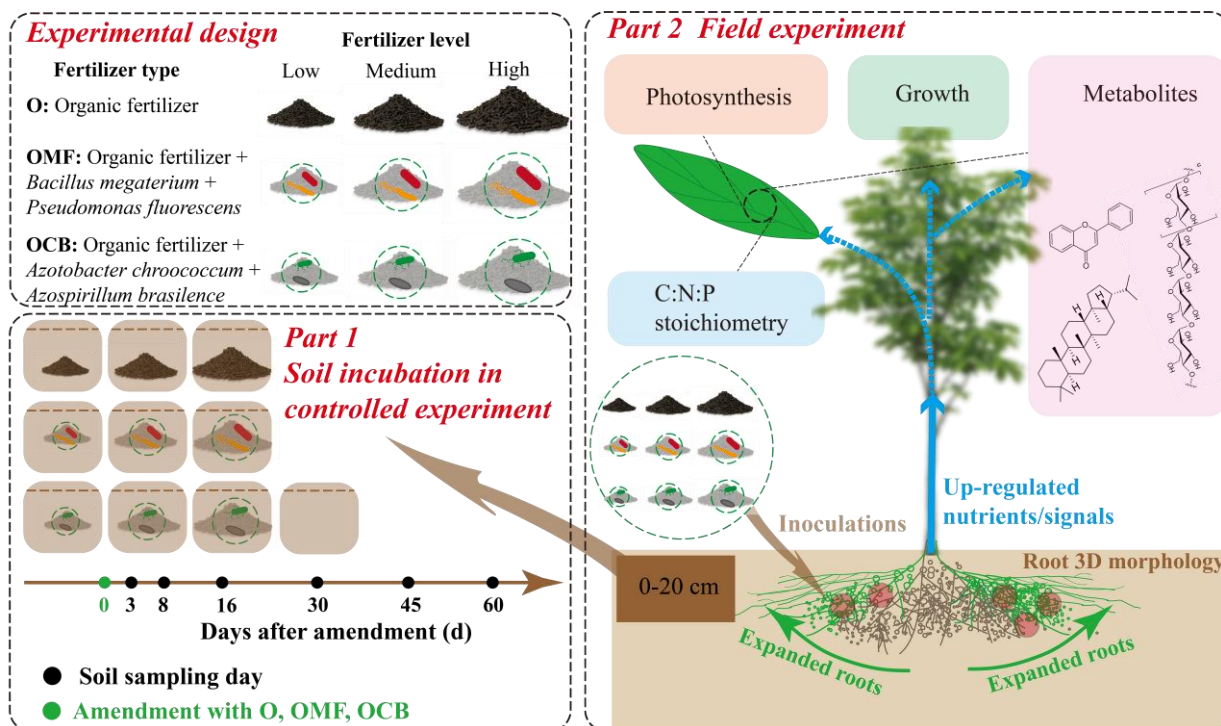 Experimental design
Fertilizer level
Fertilizer type
Low Medium High
O: Organic fertilizer
OMF: Organic fertilizer +
Bacillus megaterium +
Pseudomonas fluorescens
OCB: Organic fertilizer +
Azotobacter chroococcum +
Azospirillum brasilence
Part 1
Soil incubation in
controlled experiment
0 3 8 16 30 45 60
Days after amendment (d)
Soil sampling day
Amendment with O, OMF, OCB
Part 2 Field experiment
Photosynthesis
Growth
Metabolites
C:N:P
stoichiometry
Up-regulated
nutrients/signals
Inoculations
Root 3D morphology
0-20 cm
Expanded roots
Expanded roots